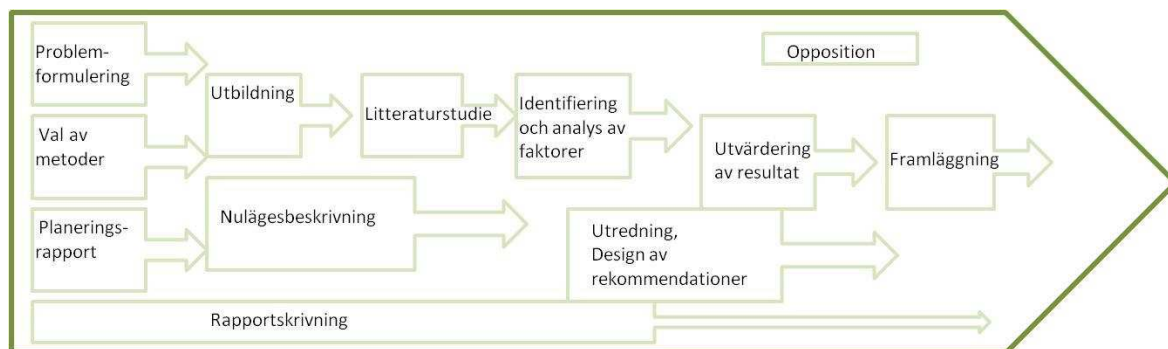 Problem-
formulering
Utbildning
Litteraturstudie
Identifiering
och analys av
faktorer
Opposition
Val av
metoder
Utvärdering
av resultat
Framläggning
Planerings-
rapport
Nulägesbeskrivning
Utredning,
Design av
rekommendationer
Rapportskrivning